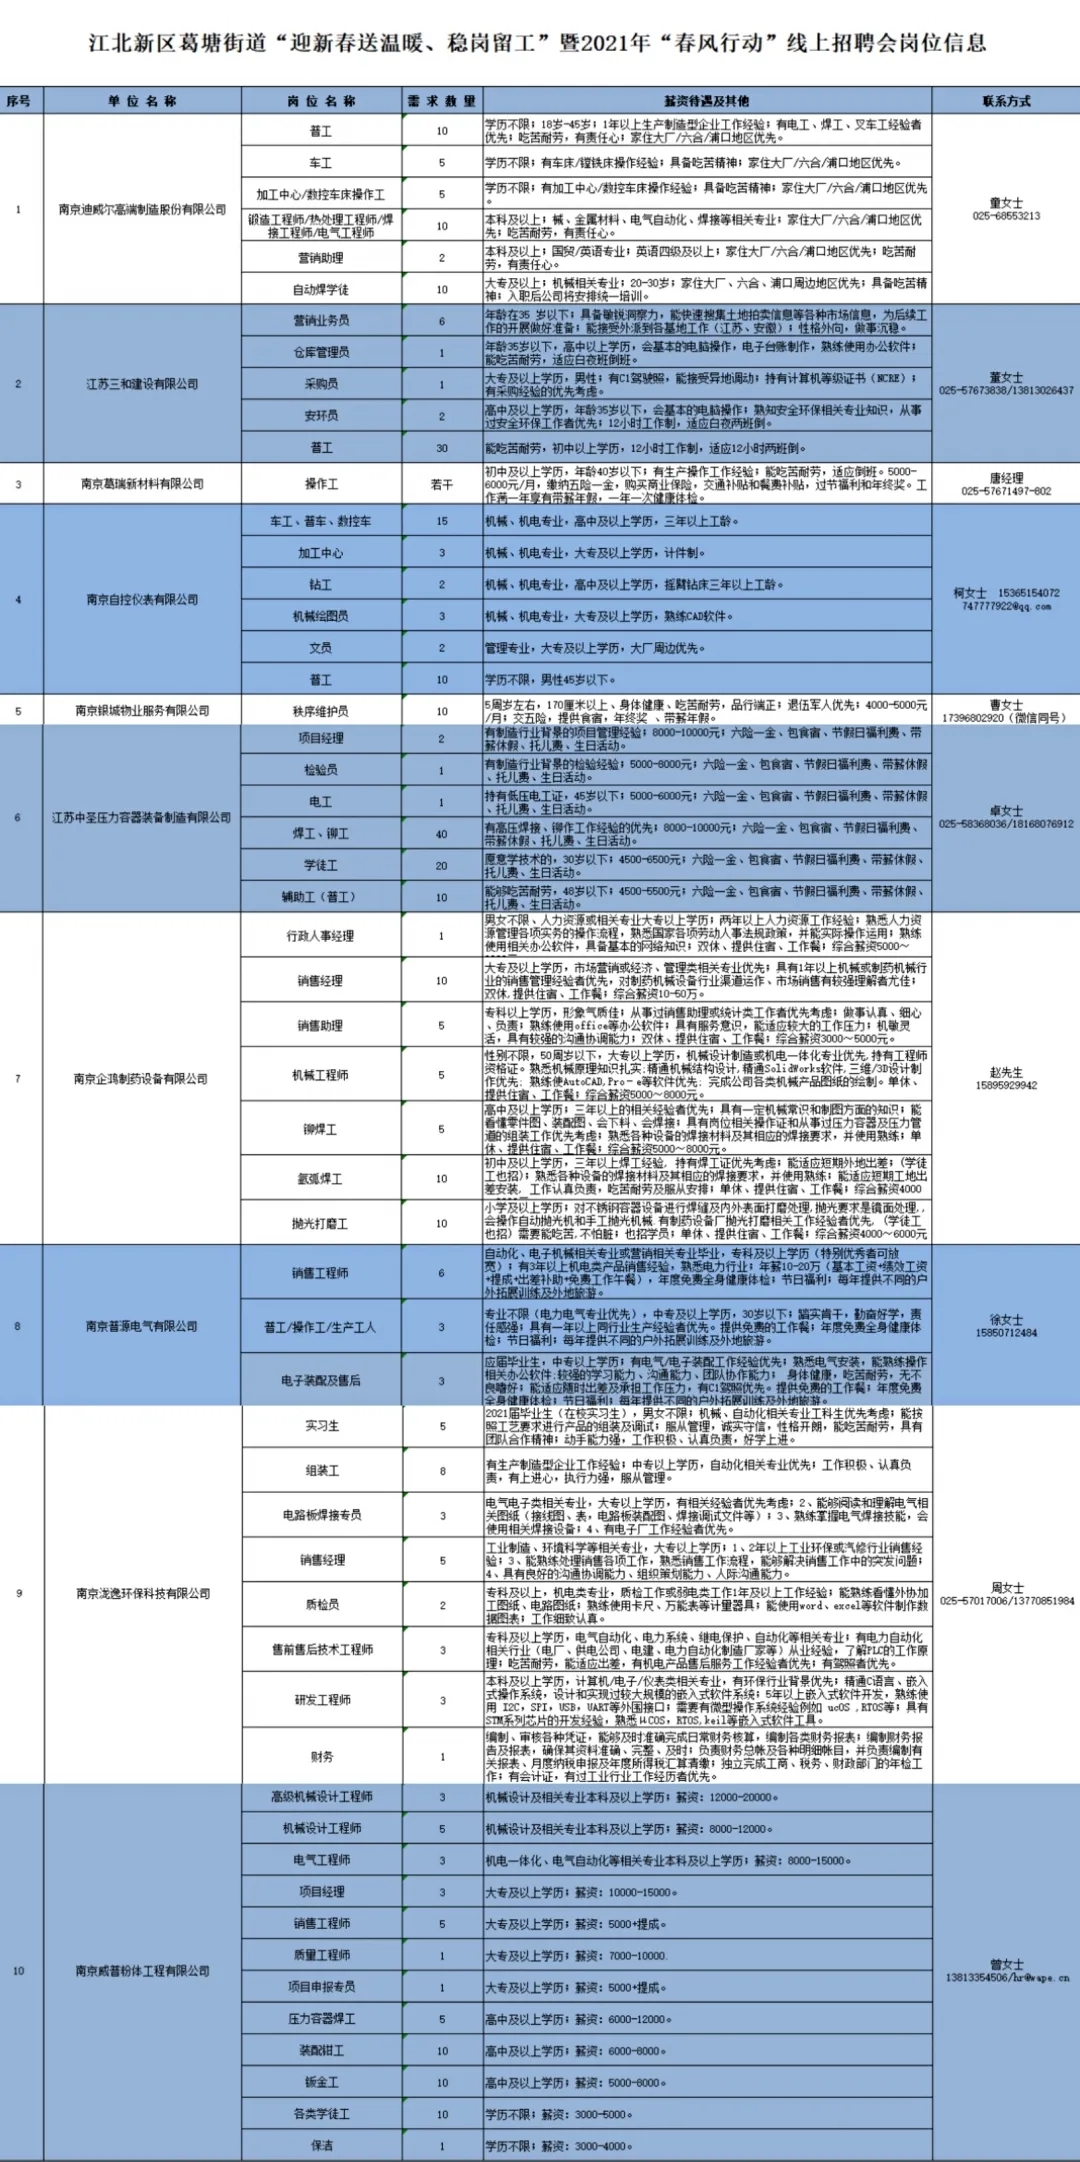 江北新区葛塘街道“迎新春送温暖、稳岗留工”暨2021年“春风行动”线上招聘会岗位信息
序号 单位名称 岗位名称 需求数量 薪资待遇及其他 联系方式
1 南京迪威尔高端制造股份有限公司 童女士 025-68553213
普工 10 学历不限;18岁-45岁;1年以上生产制造型企业工作经验;有电工、焊工、叉车工经验者
优先;吃苦耐劳,有责任心;家住大厂/六合/浦口地区优先。
车工 5 学历不限;有车床/镗铣床操作经验;具备吃苦精神;家住大厂/六合/浦口地区优先。
加工中心/数控车床操作工 5 学历不限;有加工中心/数控车床操作经验;具备吃苦精神;家住大厂/六合/浦口地区优先
。
锻造工程师/热处理工程师/焊
接工程师/电气工程师 10 本科及以上;械、金属材料、电气自动化、焊接等相关专业;家住大厂/六合/浦口地区优
先;吃苦耐劳,有责任心。
营销助理 2 本科及以上;国贸/英语专业;英语四级及以上;家住大厂/六合/浦口地区优先;吃苦耐
劳,有责任心。
自动焊学徒 10 大专及以上;机械相关专业;20-30岁;家住大厂、六合、浦口周边地区优先;具备吃苦精
神;入职后公司将安排统一培训。
2 江苏三和建设有限公司 董女士 025-57673838/13813026437
营销业务员 6 年龄在35 岁以下;具备敏锐洞察力,能快速搜集土地拍卖信息等各种市场信息,为后续工
作的开展做好准备;能接受外派到各基地工作(江苏、安徽);性格外向,做事沉稳。
仓库管理员 1 年龄35岁以下,高中以上学历,会基本的电脑操作,电子台账制作,熟练使用办公软件;
能吃苦耐劳,适应白夜班倒班。
采购员 1 大专及以上学历,男性;有C1驾驶照,能接受异地调动;持有计算机等级证书(NCRE);
有采购经验的优先考虑。
安环员 2 高中及以上学历,年龄35岁以下,会基本的电脑操作;熟知安全环保相关专业知识,从事
过安全环保工作者优先;12小时工作制,适应白夜两班倒。
普工 30 能吃苦耐劳,初中以上学历,12小时工作制,适应12小时两班倒。
3 南京葛瑞新材料有限公司 操作工 若干 唐经理 025-57671497-802
初中及以上学历,年龄40岁以下;有生产操作工作经验;能吃苦耐劳,适应倒班。5000-
6000元/月,缴纳五险一金,购买商业保险,交通补贴和餐费补贴,过节福利和年终奖。工
作满一年享有带薪年假,一年一次健康体检。
4 南京自控仪表有限公司 柯女士 15365154072
747777922@qq.com
车工、普车、数控车 15 机械、机电专业,高中及以上学历,三年以上工龄。
加工中心 3 机械、机电专业,大专及以上学历,计件制。
钻工 2 机械、机电专业,高中及以上学历,摇臂钻床三年以上工龄。
机械绘图员 3 机械、机电专业,大专及以上学历,熟练CAD软件。
文员 2 管理专业,大专及以上学历,大厂周边优先。
普工 10 学历不限,男性45岁以下。
5 南京银城物业服务有限公司 秩序维护员 10 曹女士 17396802920(微信同号)
5周岁左右,170厘米以上、身体健康、吃苦耐劳,品行端正;退伍军人优先;4000-5000元
/月;交五险,提供食宿,年终奖 、带薪年假。
6 江苏中圣压力容器装备制造有限公司 卓女士 025-58368036/18168076912
项目经理 2 有制造行业背景的项目管理经验;8000-10000元;六险一金、包食宿、节假日福利费、带
薪休假、托儿费、生日活动。
检验员 1 有制造行业背景的检验经验;5000-8000元;六险一金、包食宿、节假日福利费、带薪休假
、托儿费、生日活动。
电工 1 持有低压电工证,45岁以下;5000-6000元;六险一金、包食宿、节假日福利费、带薪休假
、托儿费、生日活动。
焊工、铆工 40 有高压焊接、铆作工作经验的优先;8000-10000元;六险一金、包食宿、节假日福利费、
带薪休假、托儿费、生日活动。
学徒工 20 愿意学技术的,30岁以下;4500-6500元;六险一金、包食宿、节假日福利费、带薪休假、
托儿费、生日活动。
辅助工(普工) 10 能够吃苦耐劳,48岁以下;4500-5500元;六险一金、包食宿、节假日福利费、带薪休假、
托儿费、生日活动。
7 南京企鸿制药设备有限公司 赵先生 15895929942
行政人事经理 1 男女不限、人力资源或相关专业大专以上学历;两年以上人力资源工作经验;熟悉人力资
源管理各项实务的操作流程,熟悉国家各项劳动人事法规政策,并能实际操作运用;熟练
使用相关办公软件,具备基本的网络知识;双休、提供住宿、工作餐;综合薪资5000～
销售经理 10 大专及以上学历,市场营销或经济、管理类相关专业优先;具有1年以上机械或制药机械行
业的销售管理经验者优先,对制药机械设备行业渠道运作、市场销售有较强理解者尤佳;
双休,提供住宿、工作餐;综合薪资10-50万。
销售助理 5 专科以上学历,形象气质佳;从事过销售助理或统计类工作者优先考虑;做事认真、细心
、负责;熟练使用office等办公软件;具有服务意识,能适应较大的工作压力;机敏灵
活,具有较强的沟通协调能力;双休、提供住宿、工作餐;综合薪资3000～5000元。
机械工程师 5 性别不限,50周岁以下,大专以上学历,机械设计制造或机电一体化专业优先,持有工程师
资格证。熟悉机械原理知识扎实;精通机械结构设计,精通SolidWorks软件,三维/3D设计制
作优先; 熟练使AutoCAD,Pro-e等软件优先; 完成公司各类机械产品图纸的绘制。单休、
提供住宿、工作餐;综合薪资5000～8000元。
铆焊工 5 高中及以上学历;三年以上的相关经验者优先;具有一定机械常识和制图方面的知识;能
看懂零件图、装配图、会下料、会焊接;具有岗位相关操作证和从事过压力容器及压力管
道的组装工作优先考虑;熟悉各种设备的焊接材料及其相应的焊接要求,并使用熟练;单
休、提供住宿、工作餐;综合薪资5000～8000元。
氩弧焊工 10 初中及以上学历,三年以上焊工经验, 持有焊工证优先考虑;能适应短期外地出差;(学徒
工也招);熟悉各种设备的焊接材料及其相应的焊接要求,并使用熟练;能适应短期工地出
差安装, 工作认真负责,吃苦耐劳及服从安排;单休、提供住宿、工作餐;综合薪资4000
抛光打磨工 10 小学及以上学历;对不锈钢容器设备进行焊缝及内外表面打磨处理,抛光要求是镜面处理,,
会操作自动抛光机和手工抛光机械.有制药设备厂抛光打磨相关工作经验者优先,(学徒工
也招)需要能吃苦,不怕脏;也招学员;单休、提供住宿、工作餐;综合薪资4000～6000元
8 南京普源电气有限公司 徐女士 15850712484
销售工程师 6 自动化、电子机械相关专业或营销相关专业毕业,专科及以上学历(特别优秀者可放
宽);有3年以上机电类产品销售经验,熟悉电力行业;年薪10-20万(基本工资+绩效工资
+提成+出差补助+免费工作午餐),年度免费全身健康体检;节日福利;每年提供不同的户
外拓展训练及外地旅游。
普工/操作工/生产工人 3 专业不限(电力电气专业优先),中专及以上学历,30岁以下;踏实肯干,勤奋好学,责
任感强;具有一年以上同行业生产经验者优先。提供免费的工作餐;年度免费全身健康体
检;节日福利;每年提供不同的户外拓展训练及外地旅游。
电子装配及售后 3 应届毕业生,中专以上学历;有电气/电子装配工作经验优先;熟悉电气安装,能熟练操作
相关办公软件;较强的学习能力、沟通能力、团队协作能力; 身体健康,吃苦耐劳,无不
良嗜好;能适应随时出差及承担工作压力,有C1驾照优先。提供免费的工作餐;年度免费
全身健康体检;节日福利;每年提供不同的户外拓展训练及外地旅游。
9 南京泷逸环保科技有限公司 周女士 025-57017006/13770851984
实习生 5 2021届毕业生(在校实习生),男女不限;机械、自动化相关专业工科生优先考虑;能按
照工艺要求进行产品的组装及调试;服从管理,诚实守信,性格开朗,能吃苦耐劳,具有
团队合作精神;动手能力强,工作积极、认真负责,好学上进。
组装工 8 有生产制造型企业工作经验;中专以上学历,自动化相关专业优先;工作积极、认真负
责,有上进心,执行力强,服从管理。
电路板焊接专员 3 电气电子类相关专业,大专以上学历,有相关经验者优先考虑;2、能够阅读和理解电气相
关图纸(接线图、表,电路板装配图、焊接调试文件等);3、熟练掌握电气焊接技能,会
使用相关焊接设备;4、有电子厂工作经验者优先。
销售经理 5 工业制造、环境科学等相关专业,大专以上学历;1、2年以上工业环保或汽修行业销售经
验;3、能熟练处理销售各项工作,熟悉销售工作流程,能够解决销售工作中的突发问题;
4、具有良好的沟通协调能力、组织策划能力、人际沟通能力。
质检员 2 专科及以上,机电类专业,质检工作或弱电类工作1年及以上工作经验;能熟练看懂外协加
工图纸、电路图纸;熟练使用卡尺、万能表等计量器具;能使用word、excel等软件制作数
据图表;工作细致认真。
售前售后技术工程师 3 专科及以上学历,电气自动化、电力系统、继电保护、自动化等相关专业;有电力自动化
相关行业(电厂、供电公司、电建、电力自动化制造厂家等)从业经验,了解PLC的工作原
理;吃苦耐劳,能适应出差,有机电产品售后服务工作经验者优先;有驾照者优先。
研发工程师 3 本科及以上学历,计算机/电子/仪表类相关专业,有环保行业背景优先;精通C语言、嵌入
式操作系统,设计和实现过较大规模的嵌入式软件系统;5年以上嵌入式软件开发,熟练使
用 I2C,SPI,USB,UART等外围接口;需要有微型操作系统经验例如 ucOS ,RTOS等;具有
STM系列芯片的开发经验,熟悉μCOS,RTOS,keil等嵌入式软件工具。
财务 1 编制、审核各种凭证,能够及时准确完成日常财务核算,编制各类财务报表;编制财务报
告及报表,确保其资料准确、完整、及时;负责财务总帐及各种明细帐目,并负责编制有
关报表、月度纳税申报及年度所得税汇算清缴;独立完成工商、税务、财政部门的年检工
作;有会计证,有过工业行业工作经历者优先。
10 南京威普粉体工程有限公司 曾女士 13813354506/hr@wape.cn
高级机械设计工程师 3 机械设计及相关专业本科及以上学历;薪资:12000-20000。
机械设计工程师 5 机械设计及相关专业本科及以上学历;薪资:8000-12000。
电气工程师 3 机电一体化、电气自动化等相关专业本科及以上学历;薪资:8000-15000。
项目经理 3 大专及以上学历;薪资:10000-15000。
销售工程师 5 大专及以上学历;薪资:5000+提成。
质量工程师 1 大专及以上学历;薪资:7000-10000.
项目申报专员 1 大专及以上学历;薪资:5000+提成。
压力容器焊工 5 高中及以上学历;薪资:6000-12000。
装配钳工 10 高中及以上学历;薪资:6000-8000。
钣金工 10 高中及以上学历;薪资:5000-8000。
各类学徒工 10 学历不限;薪资:3000-5000。
保洁 1 学历不限;薪资:3000-4000。